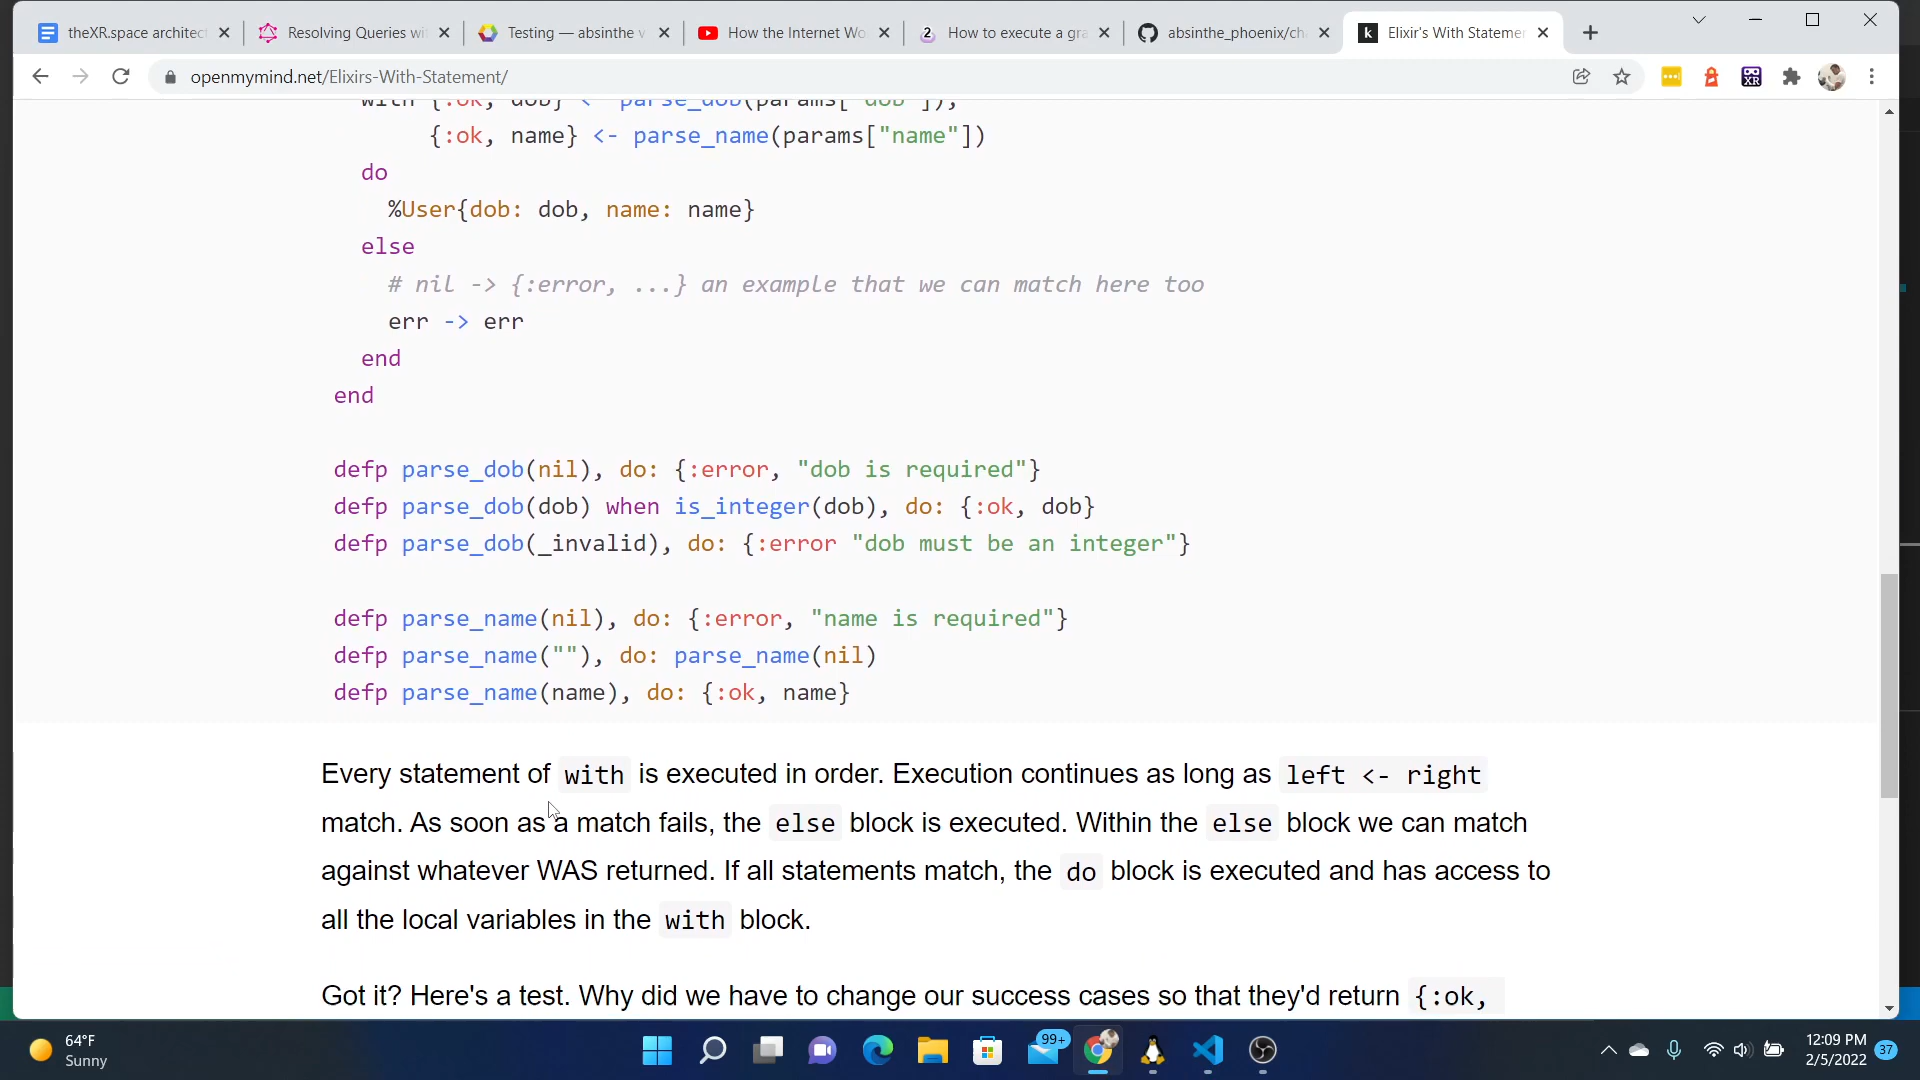 theXR.space architect
Resolving Queries wi
Testing — absinthe v
How the Internet Wo
How to execute a gra
absinthe_phoenix/ch
Elixir's With Statemen
openmymind.net/Elixirs-With-Statement/
with {:ok, dob} <- parse_dob(params["dob"]),
{:ok, name} <- parse_name(params["name"])
do
%User{dob: dob, name: name}
else
# nil -> {:error, ...} an example that we can match here too
err -> err
end
end
defp parse_dob(nil), do: {:error, "dob is required"}
defp parse_dob(dob) when is_integer(dob), do: {:ok, dob}
defp parse_dob(_invalid), do: {:error "dob must be an integer"}
defp parse_name(nil), do: {:error, "name is required"}
defp parse_name(""), do: parse_name(nil)
defp parse_name(name), do: {:ok, name}
Every statement of with is executed in order. Execution continues as long as left <- right
match. As soon as a match fails, the else block is executed. Within the else block we can match
against whatever WAS returned. If all statements match, the do block is executed and has access to
all the local variables in the with block.
Got it? Here's a test. Why did we have to change our success cases so that they'd return {:ok,
64°F
Sunny
99+
12:09 PM
2/5/2022
37
XR